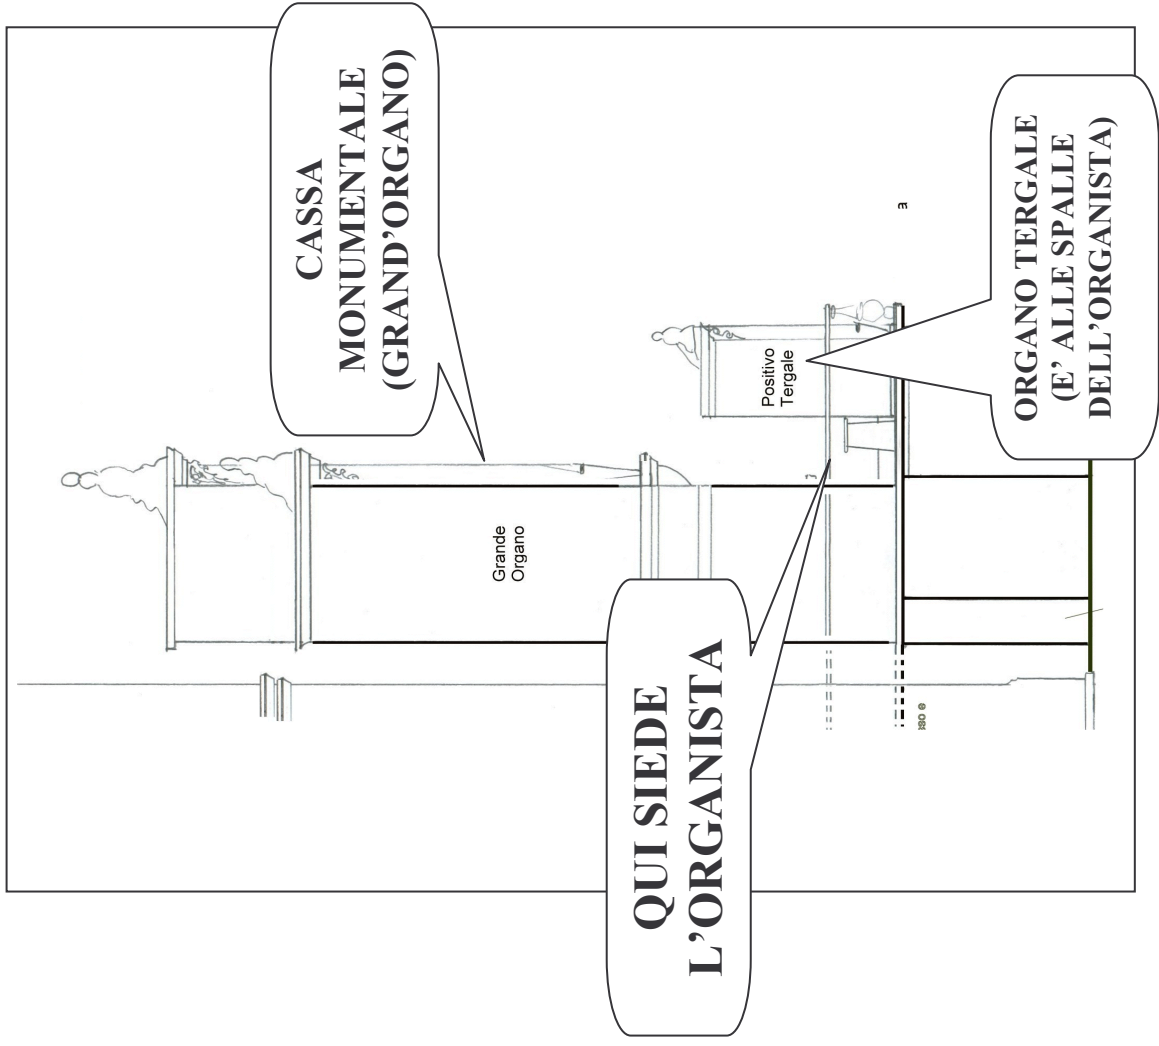 CASSA
MONUMENTALE
(GRAND’ORGANO)
Grande
Organo
Positivo
Tergale
ORGANO TERGALE
(E’ ALLE SPALLE
DELL’ORGANISTA)
QUI SIEDE
L’ORGANISTA